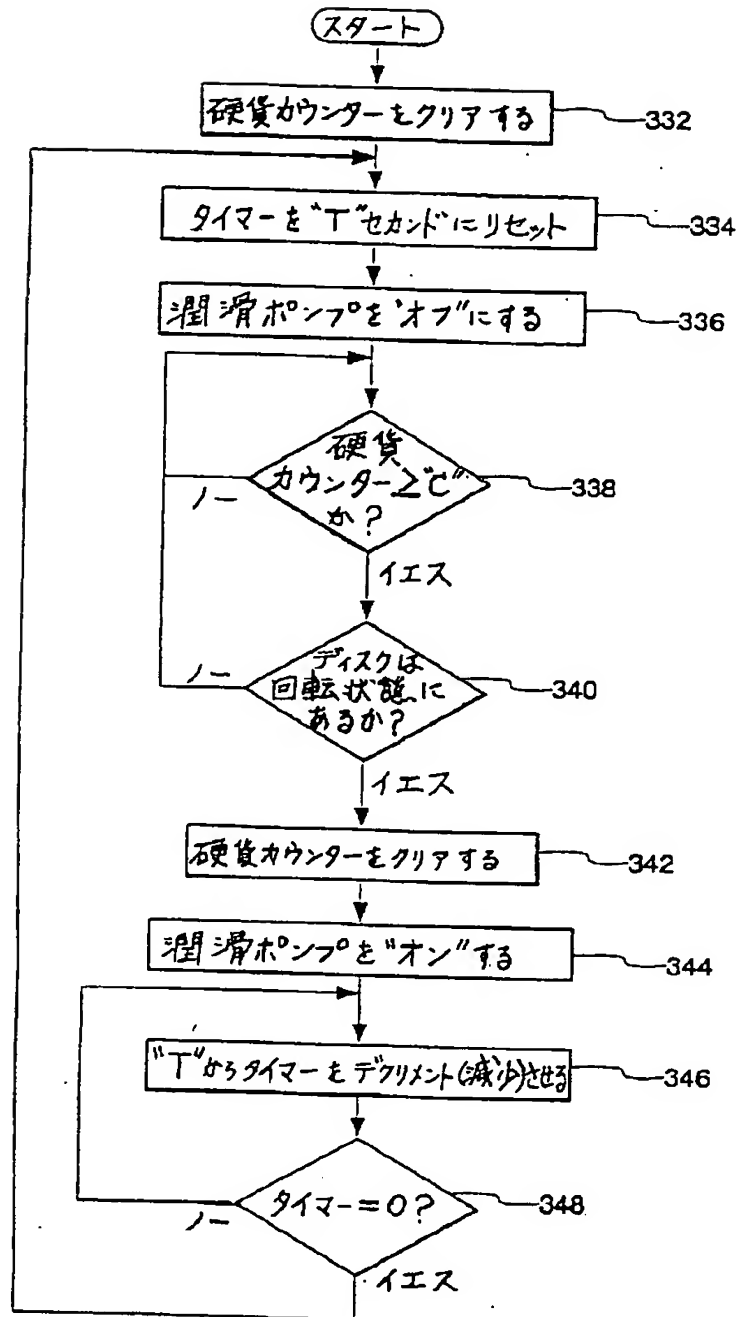 スタート
硬貨カウンターをクリアする
332
タイマーを"T"セカンドにリセット
334
潤滑ポンプを"オフ"にする
336
硬貨
カウンター≧"C"
か?
338
ノー
イエス
ディスクは
回転状態に
あるか?
340
ノー
イエス
硬貨カウンターをクリアする
342
潤滑ポンプを"オン"する
344
"T"からタイマーをデクリメント(減少)させる
346
タイマー=0?
348
ノー
イエス